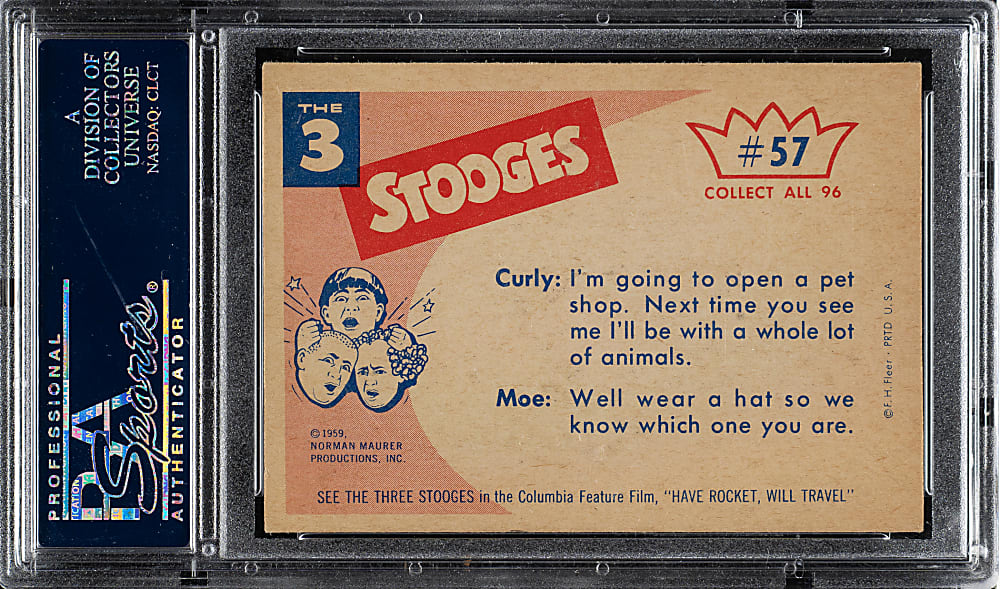 A
DIVISION OF
COLLECTORS
UNIVERSE
NASDAQ: CLCT
PROFESSIONAL
PSA
Sports®
AUTHENTICATOR
THE
3
STOOGES
#57
COLLECT ALL 96
Curly: I'm going to open a pet
shop. Next time you see
me I'll be with a whole lot
of animals.
Moe: Well wear a hat so we
know which one you are.
© F. H. Fleer · PRTD U.S.A.
© 1959,
NORMAN MAURER
PRODUCTIONS, INC.
SEE THE THREE STOOGES in the Columbia Feature Film, "HAVE ROCKET, WILL TRAVEL"